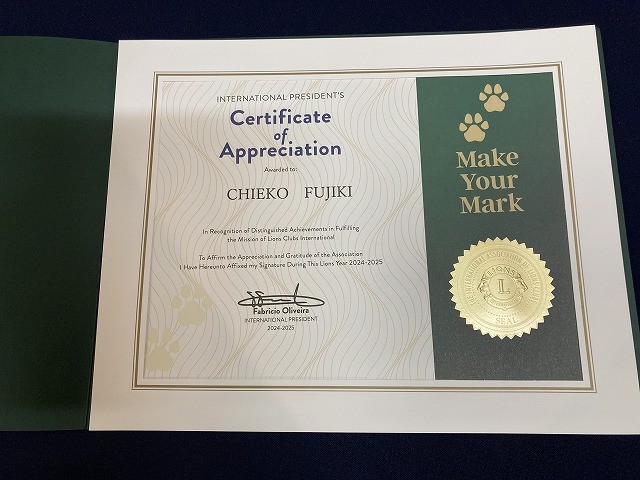 INTERNATIONAL PRESIDENT'S
Certificate
of
Appreciation
Awarded to:
CHIEKO FUJIKI
In Recognition of Distinguished Achievements in Fulfilling
the Mission of Lions Clubs International
To Affirm the Appreciation and Gratitude of the Association
I Have Hereunto Affixed my Signature During This Lions Year 2024-2025
Fabrício Oliveira
INTERNATIONAL PRESIDENT
2024-2025
Make
Your
Mark
LIONS
L
SEAL